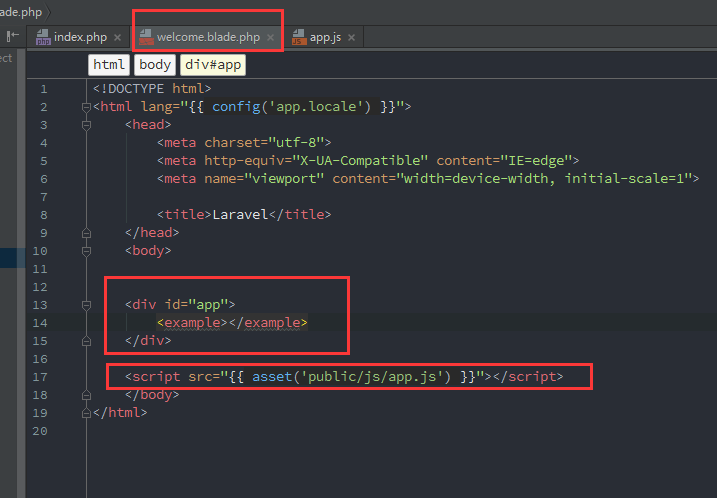 ade.php
index.php welcome.blade.php app.js
ect
html body div#app
1 <!DOCTYPE html>
2 <html lang="{{ config('app.locale') }}">
3 <head>
4 <meta charset="utf-8">
5 <meta http-equiv="X-UA-Compatible" content="IE=edge">
6 <meta name="viewport" content="width=device-width, initial-scale=1">
7
8 <title>Laravel</title>
9 </head>
10 <body>
11
12
13 <div id="app">
14 <example></example>
15 </div>
16
17 <script src="{{ asset('public/js/app.js') }}"></script>
18 </body>
19 </html>
20